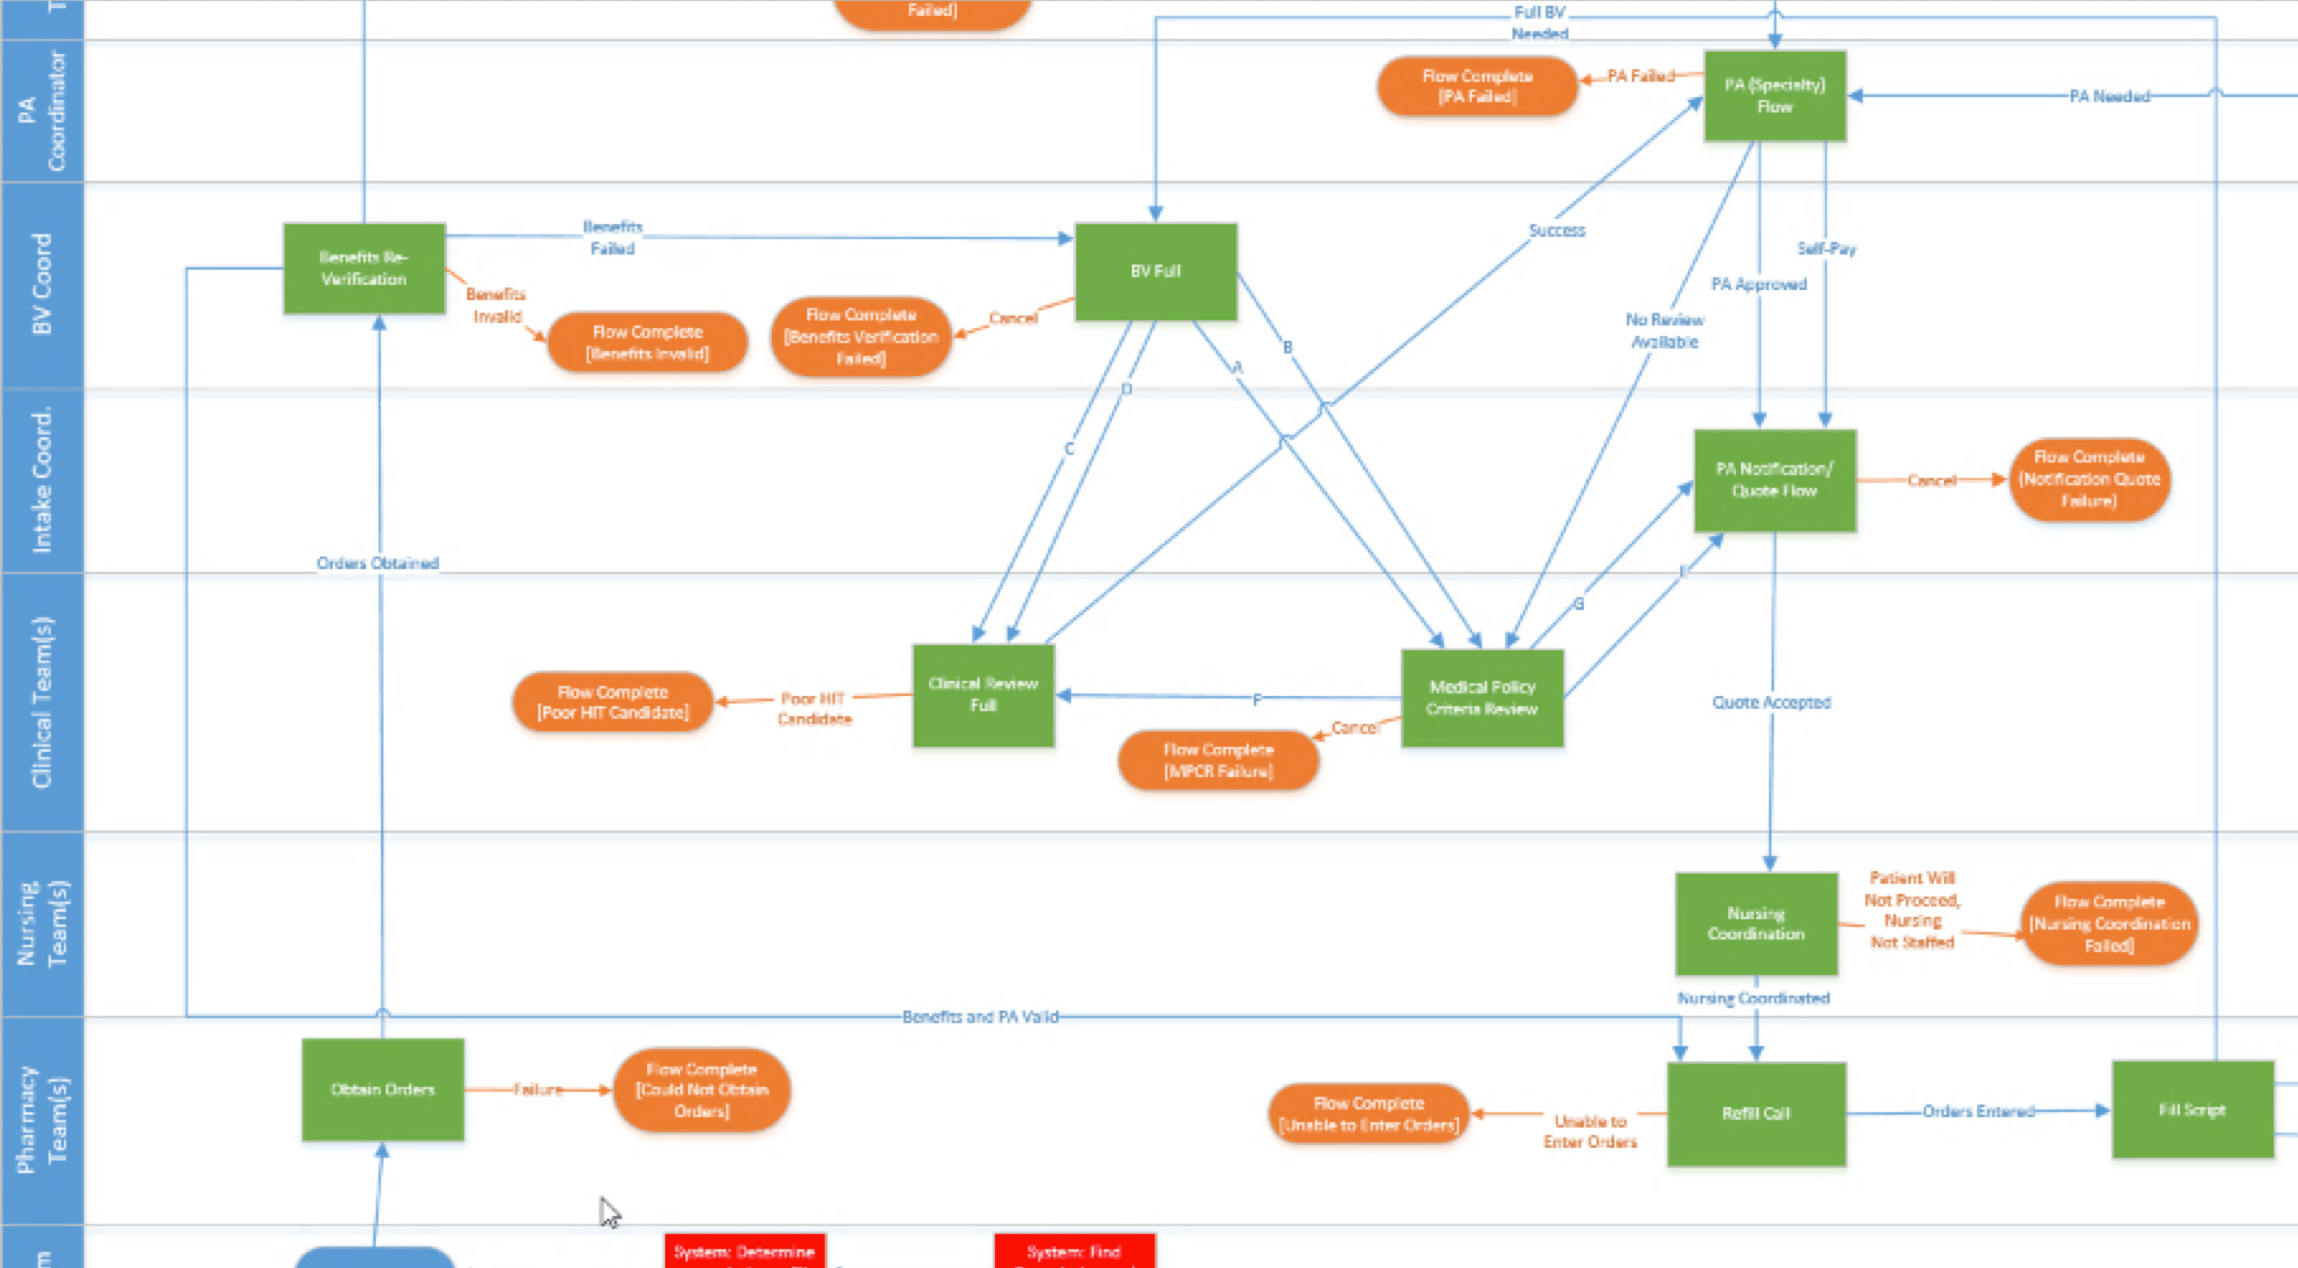 T
Failed]
Full BV
Needed
PA
Coordinator
Flow Complete
[PA Failed]
PA Failed
PA (Specialty)
Flow
PA Needed
BV Coord
Benefits Re-
Verification
Benefits
Failed
Benefits
Invalid
Flow Complete
[Benefits Invalid]
Flow Complete
[Benefits Verification
Failed]
Cancel
BV Full
B
A
D
C
Success
No Review
Available
PA Approved
Self-Pay
Intake Coord.
PA Notification/
Quote Flow
Cancel
Flow Complete
(Notification Quote
Failure)
Orders Obtained
Clinical Team(s)
Flow Complete
[Poor HIT Candidate]
Poor HIT
Candidate
Clinical Review
Full
F
Cancel
Flow Complete
[MPCR Failure]
Medical Policy
Criteria Review
G
E
Quote Accepted
Nursing
Team(s)
Nursing
Coordination
Patient Will
Not Proceed,
Nursing
Not Staffed
Flow Complete
[Nursing Coordination
Failed]
Nursing Coordinated
Benefits and PA Valid
Pharmacy
Team(s)
Obtain Orders
Failure
Flow Complete
[Could Not Obtain
Orders]
Flow Complete
[Unable to Enter Orders]
Unable to
Enter Orders
Refill Call
Orders Entered
Fill Script
m
System: Determine
System: Find